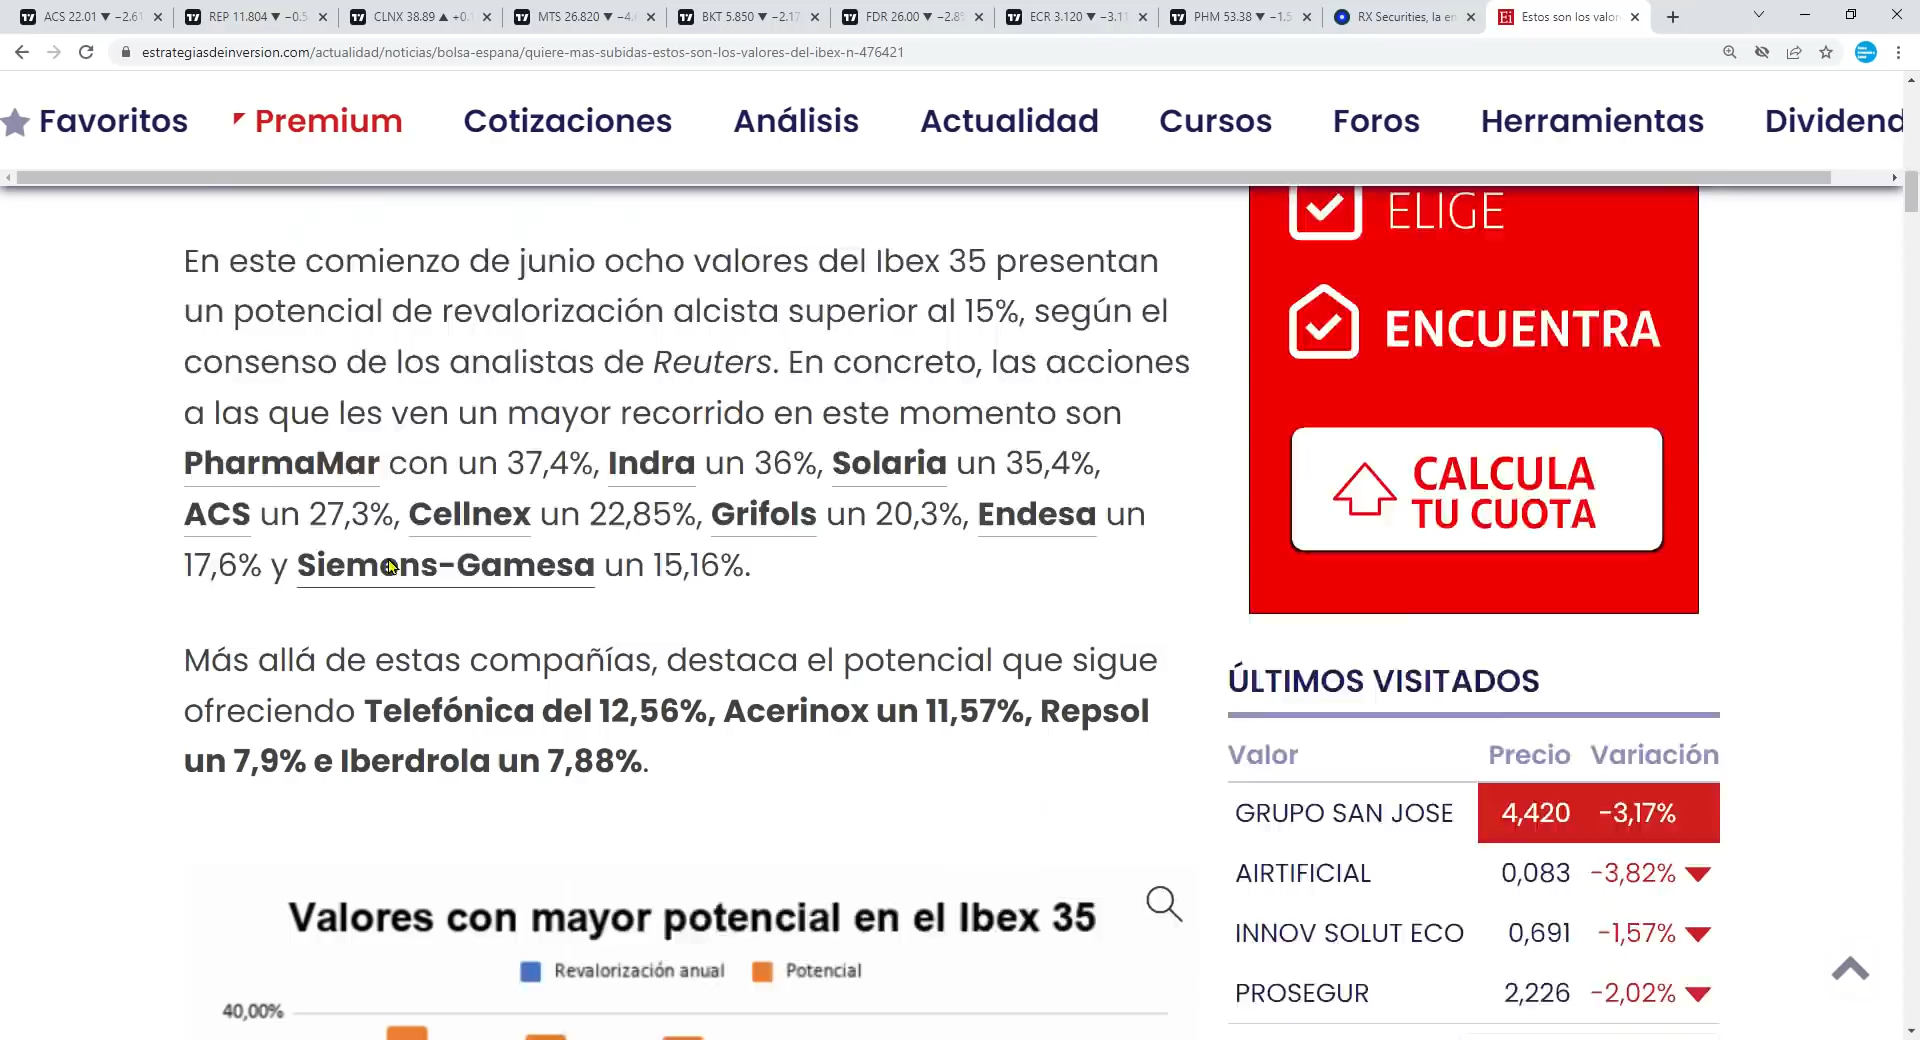 ACS 22.01 ▼ −2.61
REP 11.804 ▼ −0.5
CLNX 38.89 ▲ +0.
MTS 26.820 ▼ −4.
BKT 5.850 ▼ −2.17
FDR 26.00 ▼ −2.8
ECR 3.120 ▼ −3.11
PHM 53.38 ▼ −1.5
RX Securities, la e
Estos son los valor
estrategiasdeinversion.com/actualidad/noticias/bolsa-espana/quiere-mas-subidas-estos-son-los-valores-del-ibex-n-476421
Favoritos Premium Cotizaciones Análisis Actualidad Cursos Foros Herramientas Dividend
En este comienzo de junio ocho valores del Ibex 35 presentan
un potencial de revalorización alcista superior al 15%, según el
consenso de los analistas de Reuters. En concreto, las acciones
a las que les ven un mayor recorrido en este momento son
PharmaMar con un 37,4%, Indra un 36%, Solaria un 35,4%,
ACS un 27,3%, Cellnex un 22,85%, Grifols un 20,3%, Endesa un
17,6% y Siemens-Gamesa un 15,16%.
Más allá de estas compañías, destaca el potencial que sigue
ofreciendo Telefónica del 12,56%, Acerinox un 11,57%, Repsol
un 7,9% e Iberdrola un 7,88%.
Valores con mayor potencial en el Ibex 35
Revalorización anual Potencial
40,00%
ELIGE
ENCUENTRA
CALCULA
TU CUOTA
ÚLTIMOS VISITADOS
Valor Precio Variación
GRUPO SAN JOSE 4,420 -3,17%
AIRTIFICIAL 0,083 -3,82%
INNOV SOLUT ECO 0,691 -1,57%
PROSEGUR 2,226 -2,02%